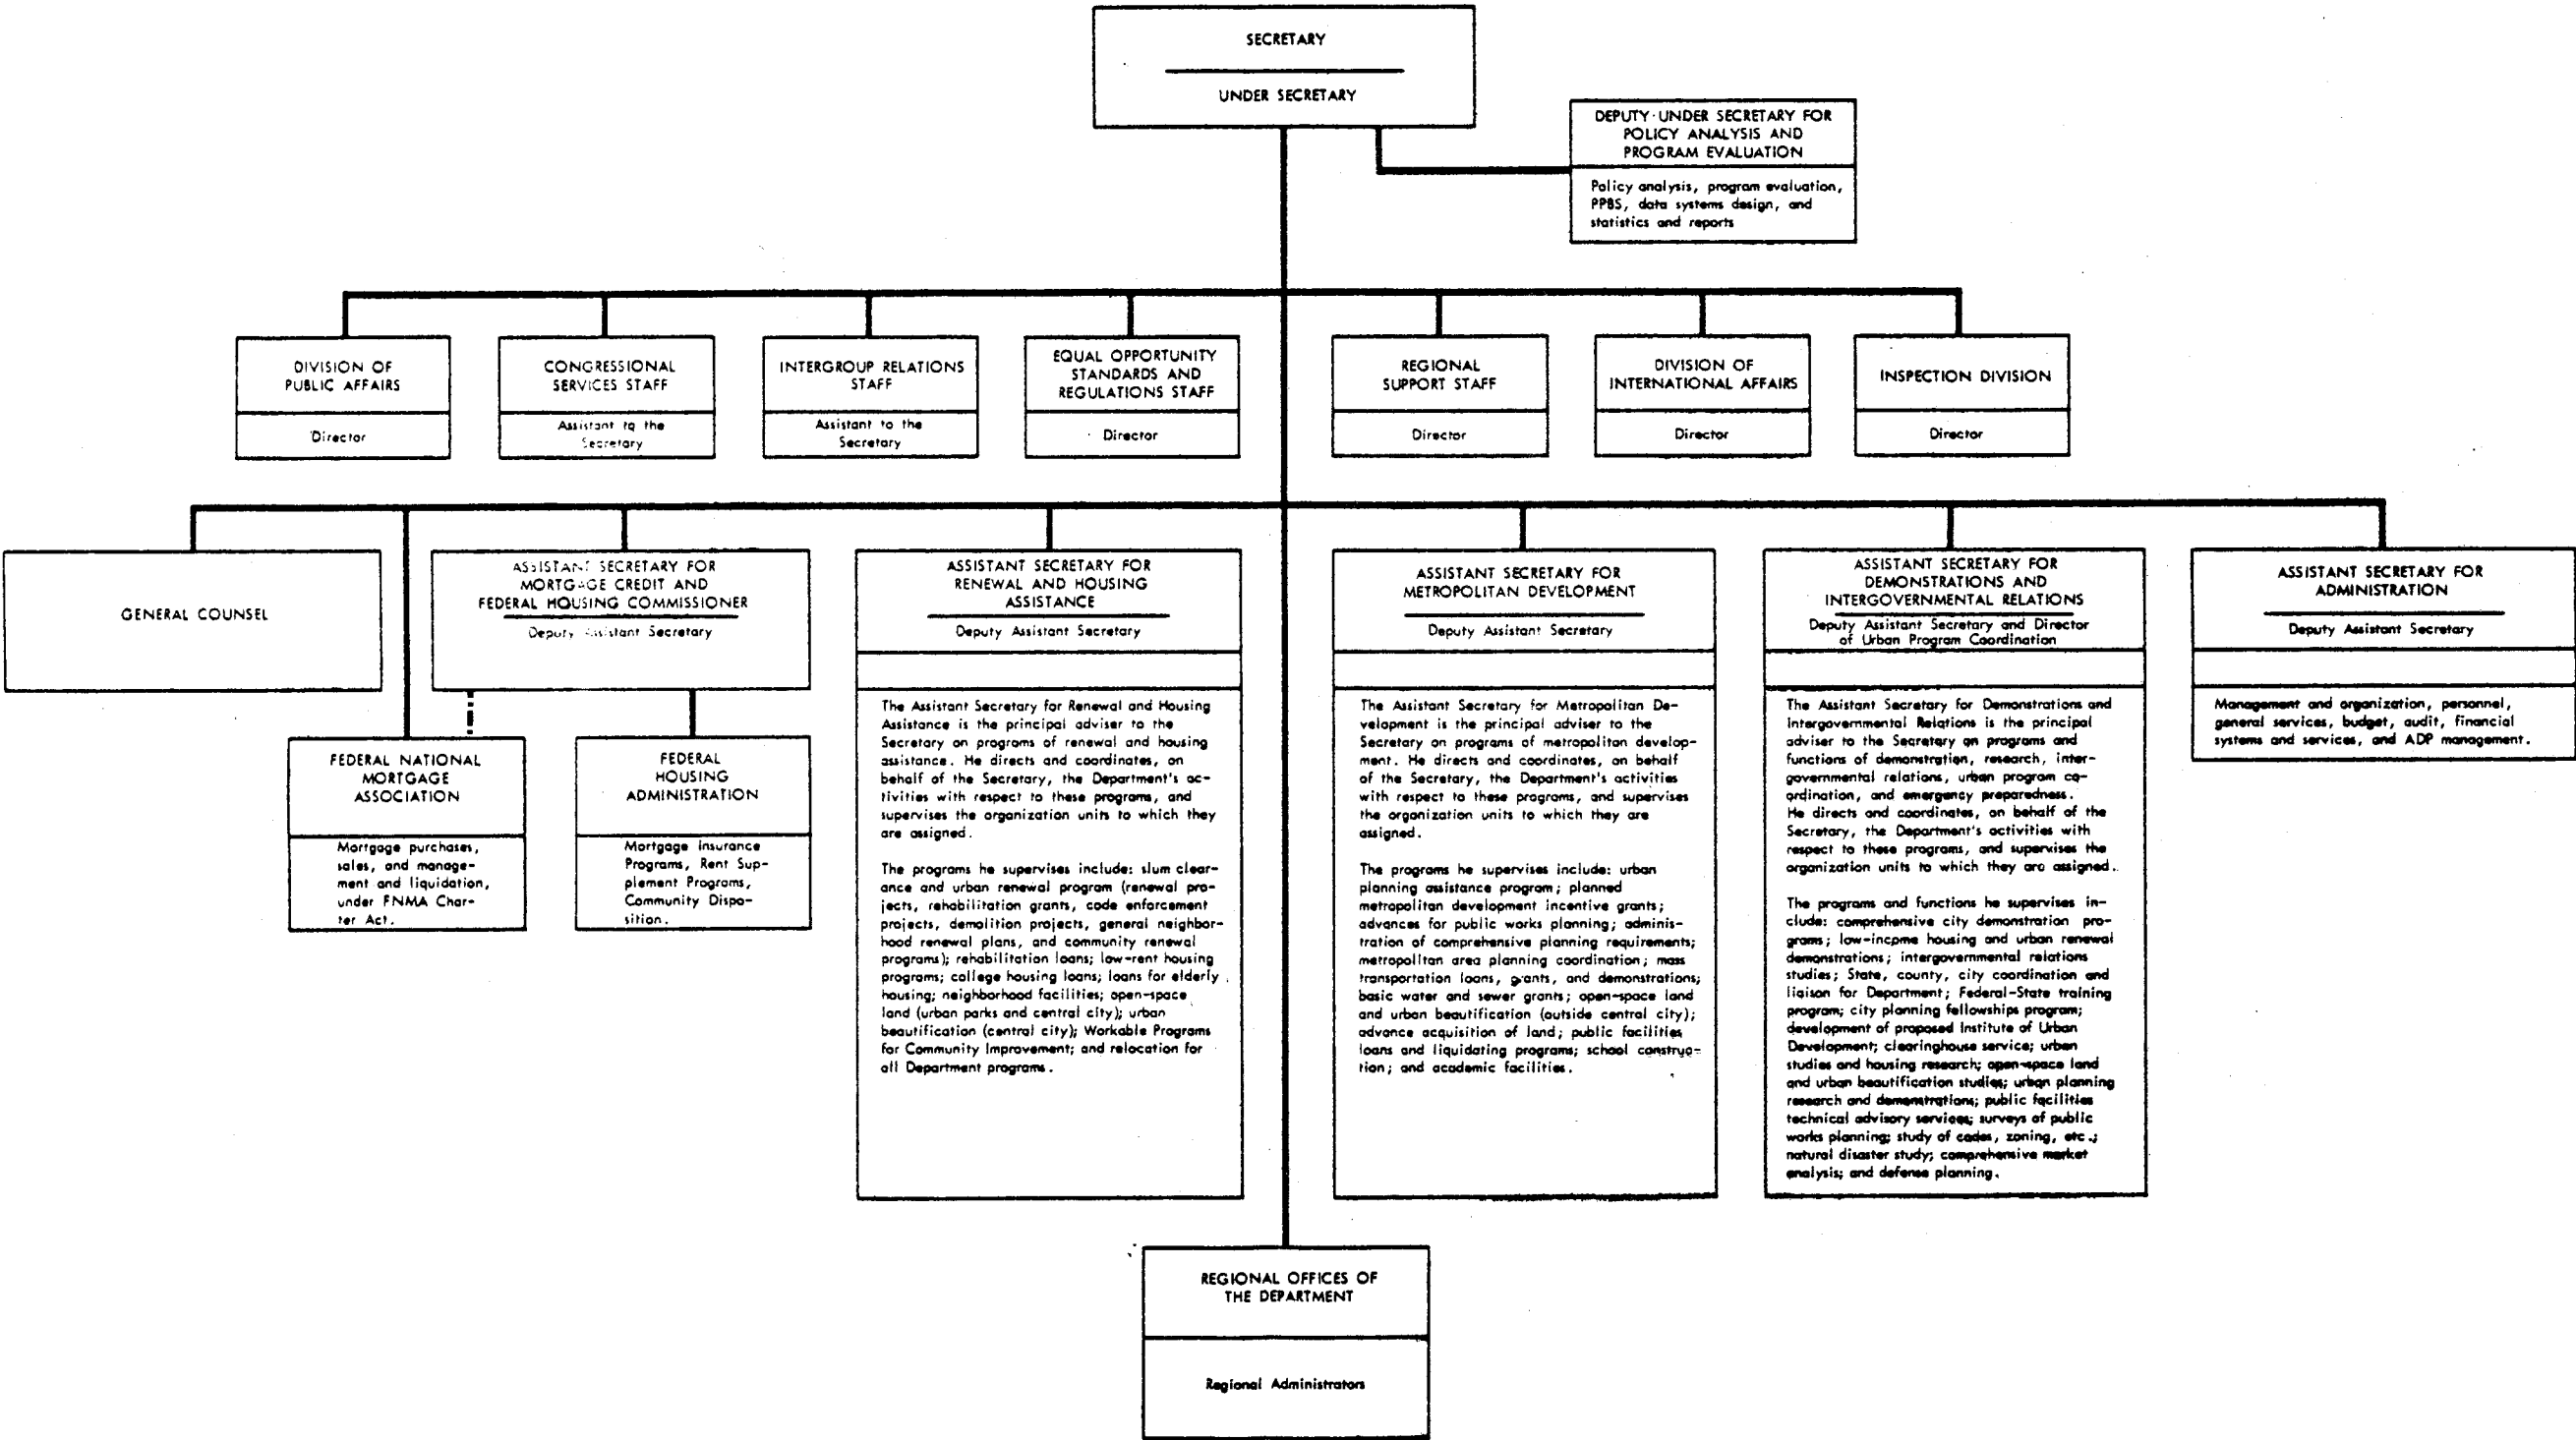 SECRETARY
UNDER SECRETARY
DEPUTY UNDER SECRETARY FOR
POLICY ANALYSIS AND
PROGRAM EVALUATION
Policy analysis, program evaluation,
PPBS, data systems design, and
statistics and reports
DIVISION OF
PUBLIC AFFAIRS
Director
CONGRESSIONAL
SERVICES STAFF
Assistant to the
Secretary
INTERGROUP RELATIONS
STAFF
Assistant to the
Secretary
EQUAL OPPORTUNITY
STANDARDS AND
REGULATIONS STAFF
Director
REGIONAL
SUPPORT STAFF
Director
DIVISION OF
INTERNATIONAL AFFAIRS
Director
INSPECTION DIVISION
Director
GENERAL COUNSEL
ASSISTANT SECRETARY FOR
MORTGAGE CREDIT AND
FEDERAL HOUSING COMMISSIONER
Deputy Assistant Secretary
FEDERAL NATIONAL
MORTGAGE
ASSOCIATION
Mortgage purchases,
sales, and manage-
ment and liquidation,
under FNMA Char-
ter Act.
FEDERAL
HOUSING
ADMINISTRATION
Mortgage Insurance
Programs, Rent Sup-
plement Programs,
Community Dispo-
sition.
ASSISTANT SECRETARY FOR
RENEWAL AND HOUSING
ASSISTANCE
Deputy Assistant Secretary
The Assistant Secretary for Renewal and Housing
Assistance is the principal adviser to the
Secretary on programs of renewal and housing
assistance. He directs and coordinates, on
behalf of the Secretary, the Department's ac-
tivities with respect to these programs, and
supervises the organization units to which they
are assigned.
The programs he supervises include: slum clear-
ance and urban renewal program (renewal pro-
jects, rehabilitation grants, code enforcement
projects, demolition projects, general neighbor-
hood renewal plans, and community renewal
programs); rehabilitation loans; low-rent housing
programs; college housing loans; loans for elderly
housing; neighborhood facilities; open-space
land (urban parks and central city); urban
beautification (central city); Workable Programs
for Community Improvement; and relocation for
all Department programs.
ASSISTANT SECRETARY FOR
METROPOLITAN DEVELOPMENT
Deputy Assistant Secretary
The Assistant Secretary for Metropolitan De-
velopment is the principal adviser to the
Secretary on programs of metropolitan develop-
ment. He directs and coordinates, on behalf
of the Secretary, the Department's activities
with respect to these programs, and supervises
the organization units to which they are
assigned.
The programs he supervises include: urban
planning assistance program; planned
metropolitan development incentive grants;
advances for public works planning; adminis-
tration of comprehensive planning requirements;
metropolitan area planning coordination; mass
transportation loans, grants, and demonstrations;
basic water and sewer grants; open-space land
and urban beautification (outside central city);
advance acquisition of land; public facilities
loans and liquidating programs; school construc-
tion; and academic facilities.
ASSISTANT SECRETARY FOR
DEMONSTRATIONS AND
INTERGOVERNMENTAL RELATIONS
Deputy Assistant Secretary and Director
of Urban Program Coordination
The Assistant Secretary for Demonstrations and
Intergovernmental Relations is the principal
adviser to the Secretary on programs and
functions of demonstration, research, inter-
governmental relations, urban program co-
ordination, and emergency preparedness.
He directs and coordinates, on behalf of the
Secretary, the Department's activities with
respect to these programs, and supervises the
organization units to which they are assigned.
The programs and functions he supervises in-
clude: comprehensive city demonstration pro-
grams; low-income housing and urban renewal
demonstrations; intergovernmental relations
studies; State, county, city coordination and
liaison for Department; Federal-State training
program; city planning fellowships program;
development of proposed Institute of Urban
Development; clearinghouse service; urban
studies and housing research; open-space land
and urban beautification studies; urban planning
research and demonstrations; public facilities
technical advisory services; surveys of public
works planning; study of codes, zoning, etc.;
natural disaster study; comprehensive market
analysis; and defense planning.
ASSISTANT SECRETARY FOR
ADMINISTRATION
Deputy Assistant Secretary
Management and organization, personnel,
general services, budget, audit, financial
systems and services, and ADP management.
REGIONAL OFFICES OF
THE DEPARTMENT
Regional Administrators